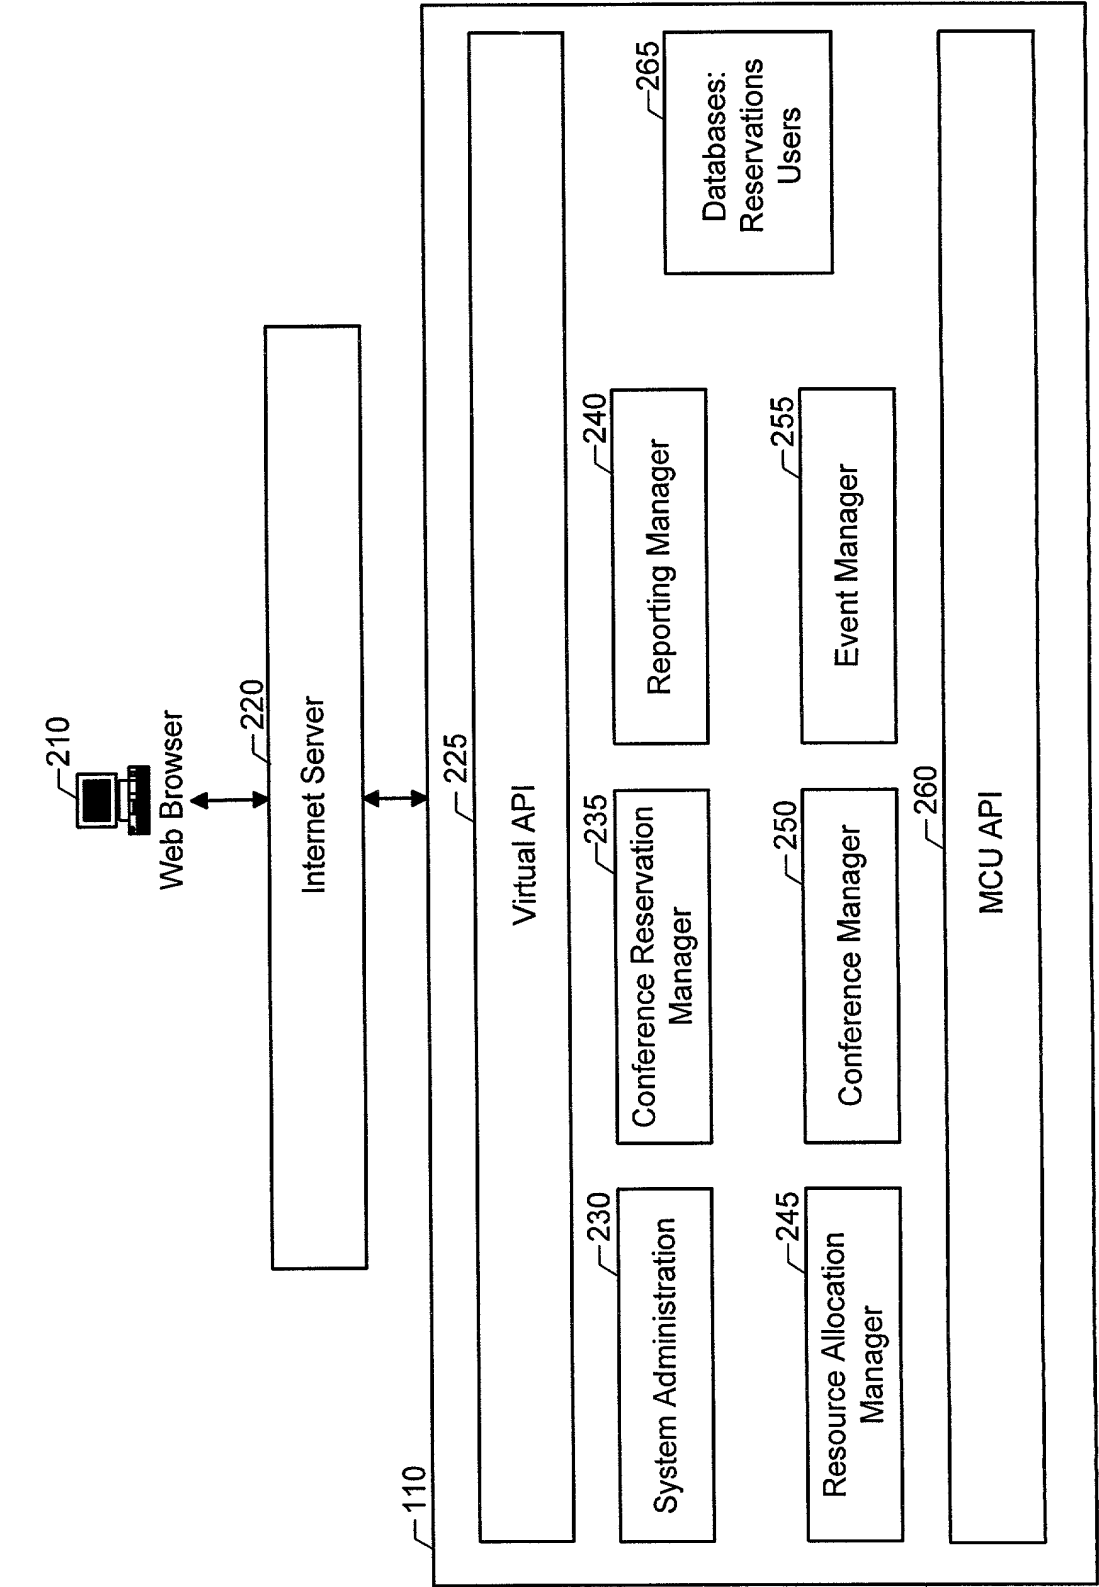 210
Web Browser
220
Internet Server
110
225
Virtual API
230
System Administration
235
Conference Reservation
Manager
240
Reporting Manager
265
Databases:
Reservations
Users
245
Resource Allocation
Manager
250
Conference Manager
255
Event Manager
260
MCU API